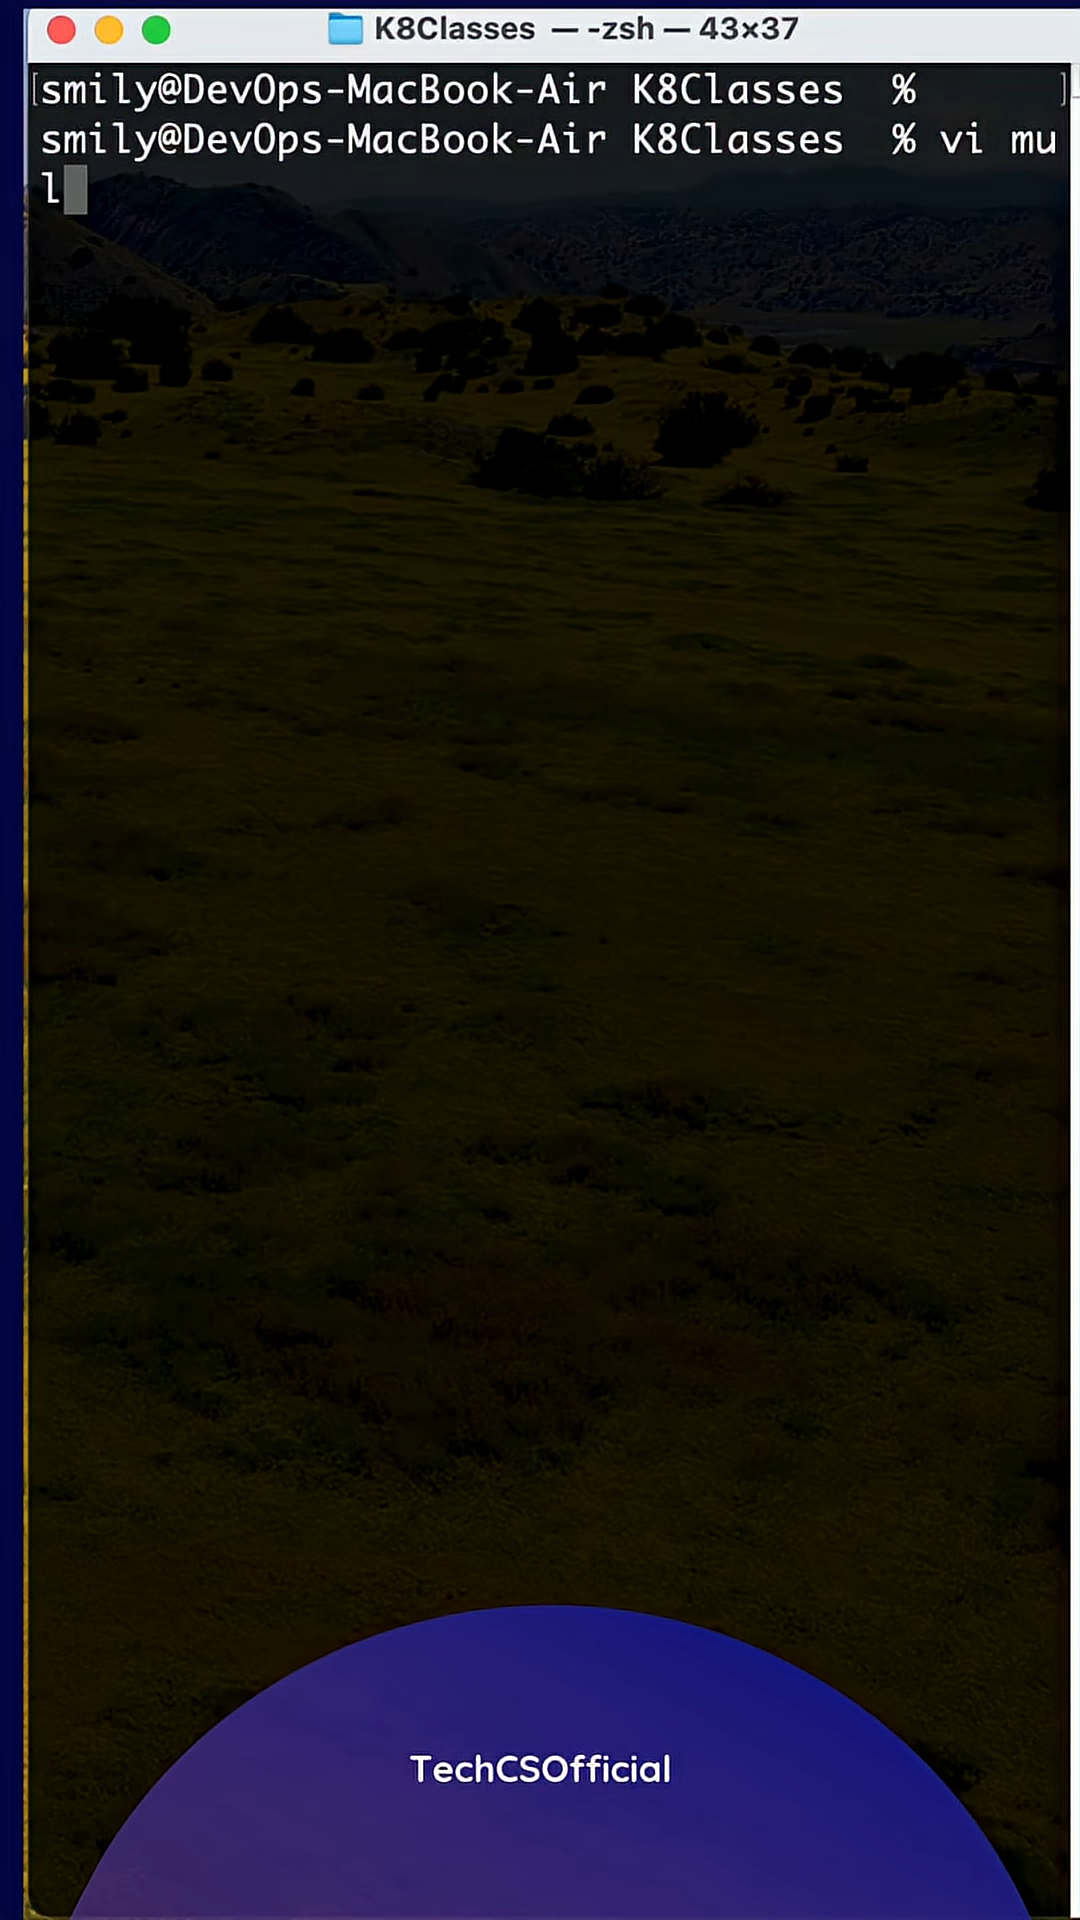 K8Classes — -zsh — 43×37
[smily@DevOps-MacBook-Air K8Classes  %      ]
smily@DevOps-MacBook-Air K8Classes  % vi mu
l
TechCSOfficial